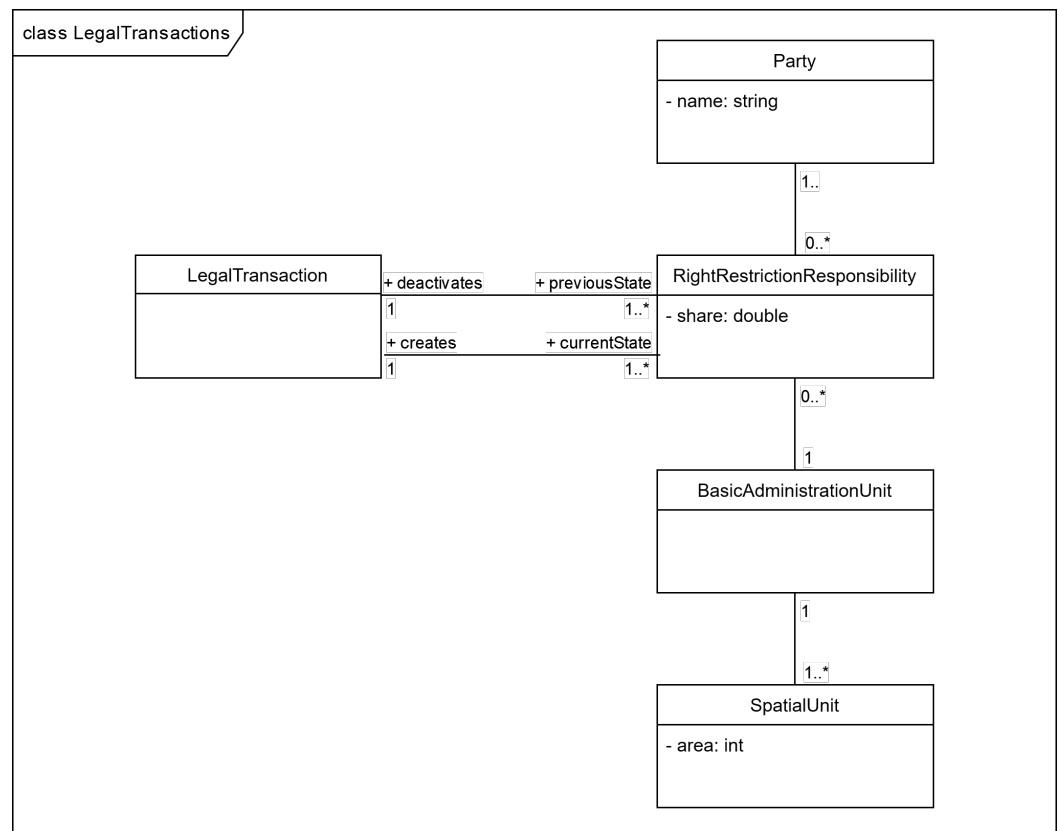 class LegalTransactions
Party
- name: string
1..
0..*
LegalTransaction
+ deactivates
+ previousState
1
1..*
+ creates
+ currentState
1
1..*
RightRestrictionResponsibility
- share: double
0..*
1
BasicAdministrationUnit
1
1..*
SpatialUnit
- area: int